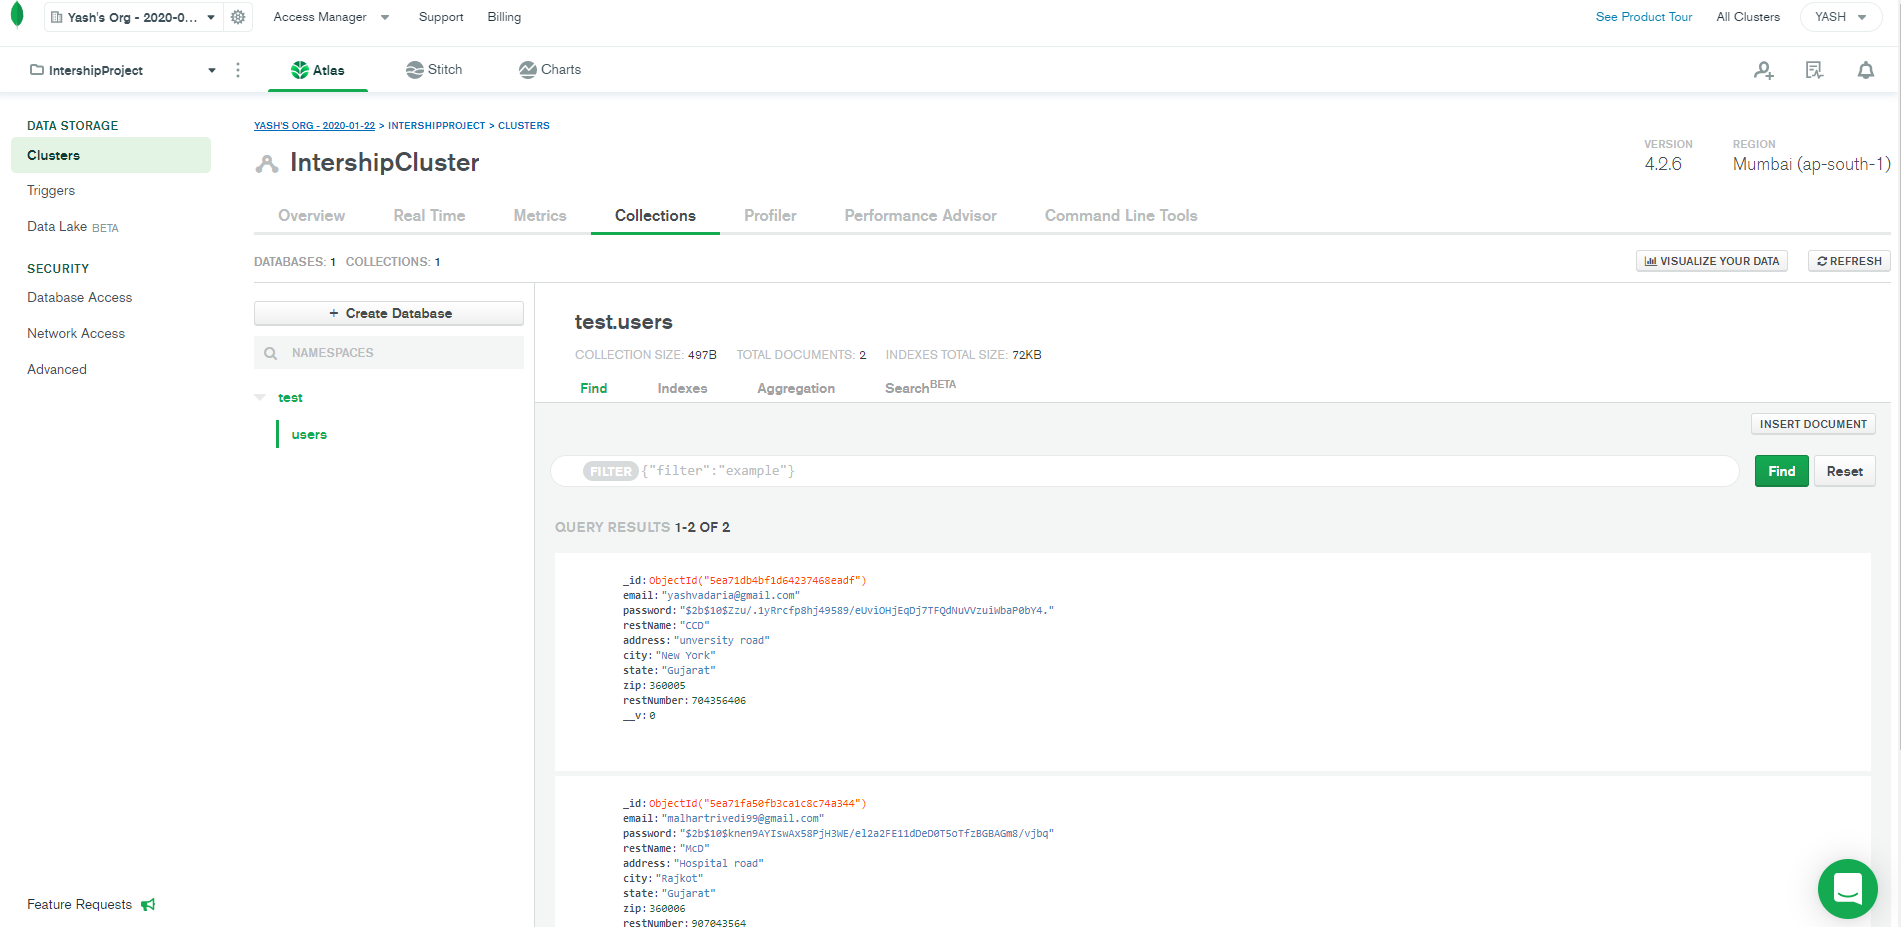 Yash's Org - 2020-0... Access Manager Support Billing See Product Tour All Clusters YASH
IntershipProject Atlas Stitch Charts
DATA STORAGE
Clusters
Triggers
Data Lake BETA
SECURITY
Database Access
Network Access
Advanced
Feature Requests
YASH'S ORG - 2020-01-22 > INTERSHIPPROJECT > CLUSTERS
IntershipCluster
VERSION
4.2.6
REGION
Mumbai (ap-south-1)
Overview Real Time Metrics Collections Profiler Performance Advisor Command Line Tools
DATABASES: 1 COLLECTIONS: 1
VISUALIZE YOUR DATA REFRESH
+ Create Database
NAMESPACES
test
users
test.users
COLLECTION SIZE: 497B TOTAL DOCUMENTS: 2 INDEXES TOTAL SIZE: 72KB
Find Indexes Aggregation Search BETA
INSERT DOCUMENT
FILTER {"filter":"example"}
Find Reset
QUERY RESULTS 1-2 OF 2
_id: ObjectId("5ea71db4bf1d64237468eadf")
email: "yashvadaria@gmail.com"
password: "$2b$10$Zzu/.1yRrcfp8hj49589/eUviOHjEqDj7TFQdNuVVzuiWbaP0bY4."
restName: "CCD"
address: "unversity road"
city: "New York"
state: "Gujarat"
zip: 360005
restNumber: 704356406
__v: 0
_id: ObjectId("5ea71fa50fb3ca1c8c74a344")
email: "malhartrivedi99@gmail.com"
password: "$2b$10$knen9AYIswAx58PjH3WE/el2a2FE11dDeD0T5oTfzBGBAGm8/vjbq"
restName: "McD"
address: "Hospital road"
city: "Rajkot"
state: "Gujarat"
zip: 360006
restNumber: 907043564